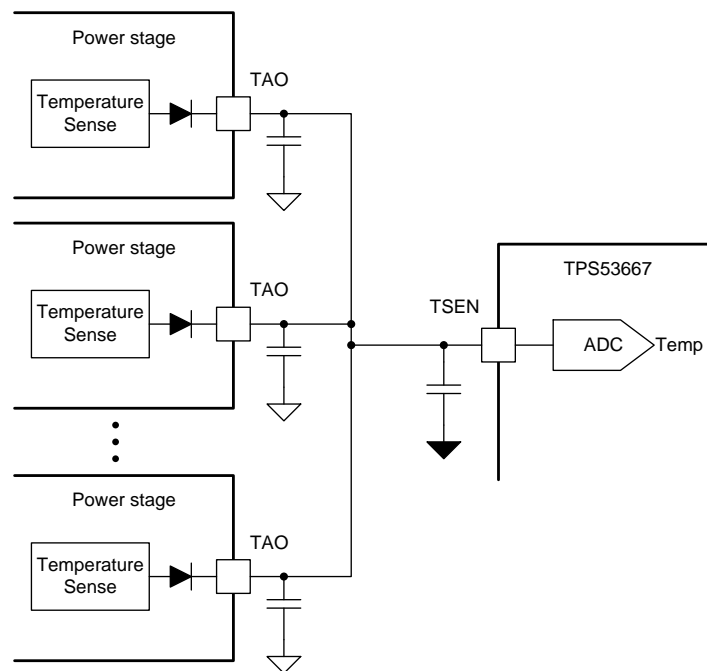 Power stage
TAO
Temperature
Sense
Power stage
TAO
Temperature
Sense
TPS53667
TSEN
ADC
Temp
Power stage
TAO
Temperature
Sense